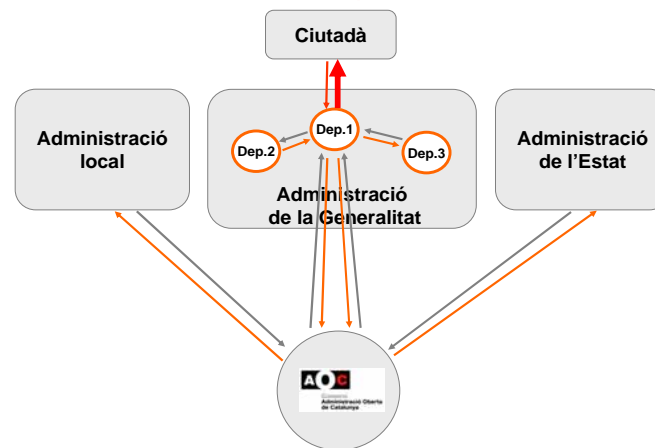 Ciutadà
Administració
local
Dep.1
Dep.2
Dep.3
Administració
de la Generalitat
Administració
de l'Estat
AOC
Consorci
Administració Oberta
de Catalunya